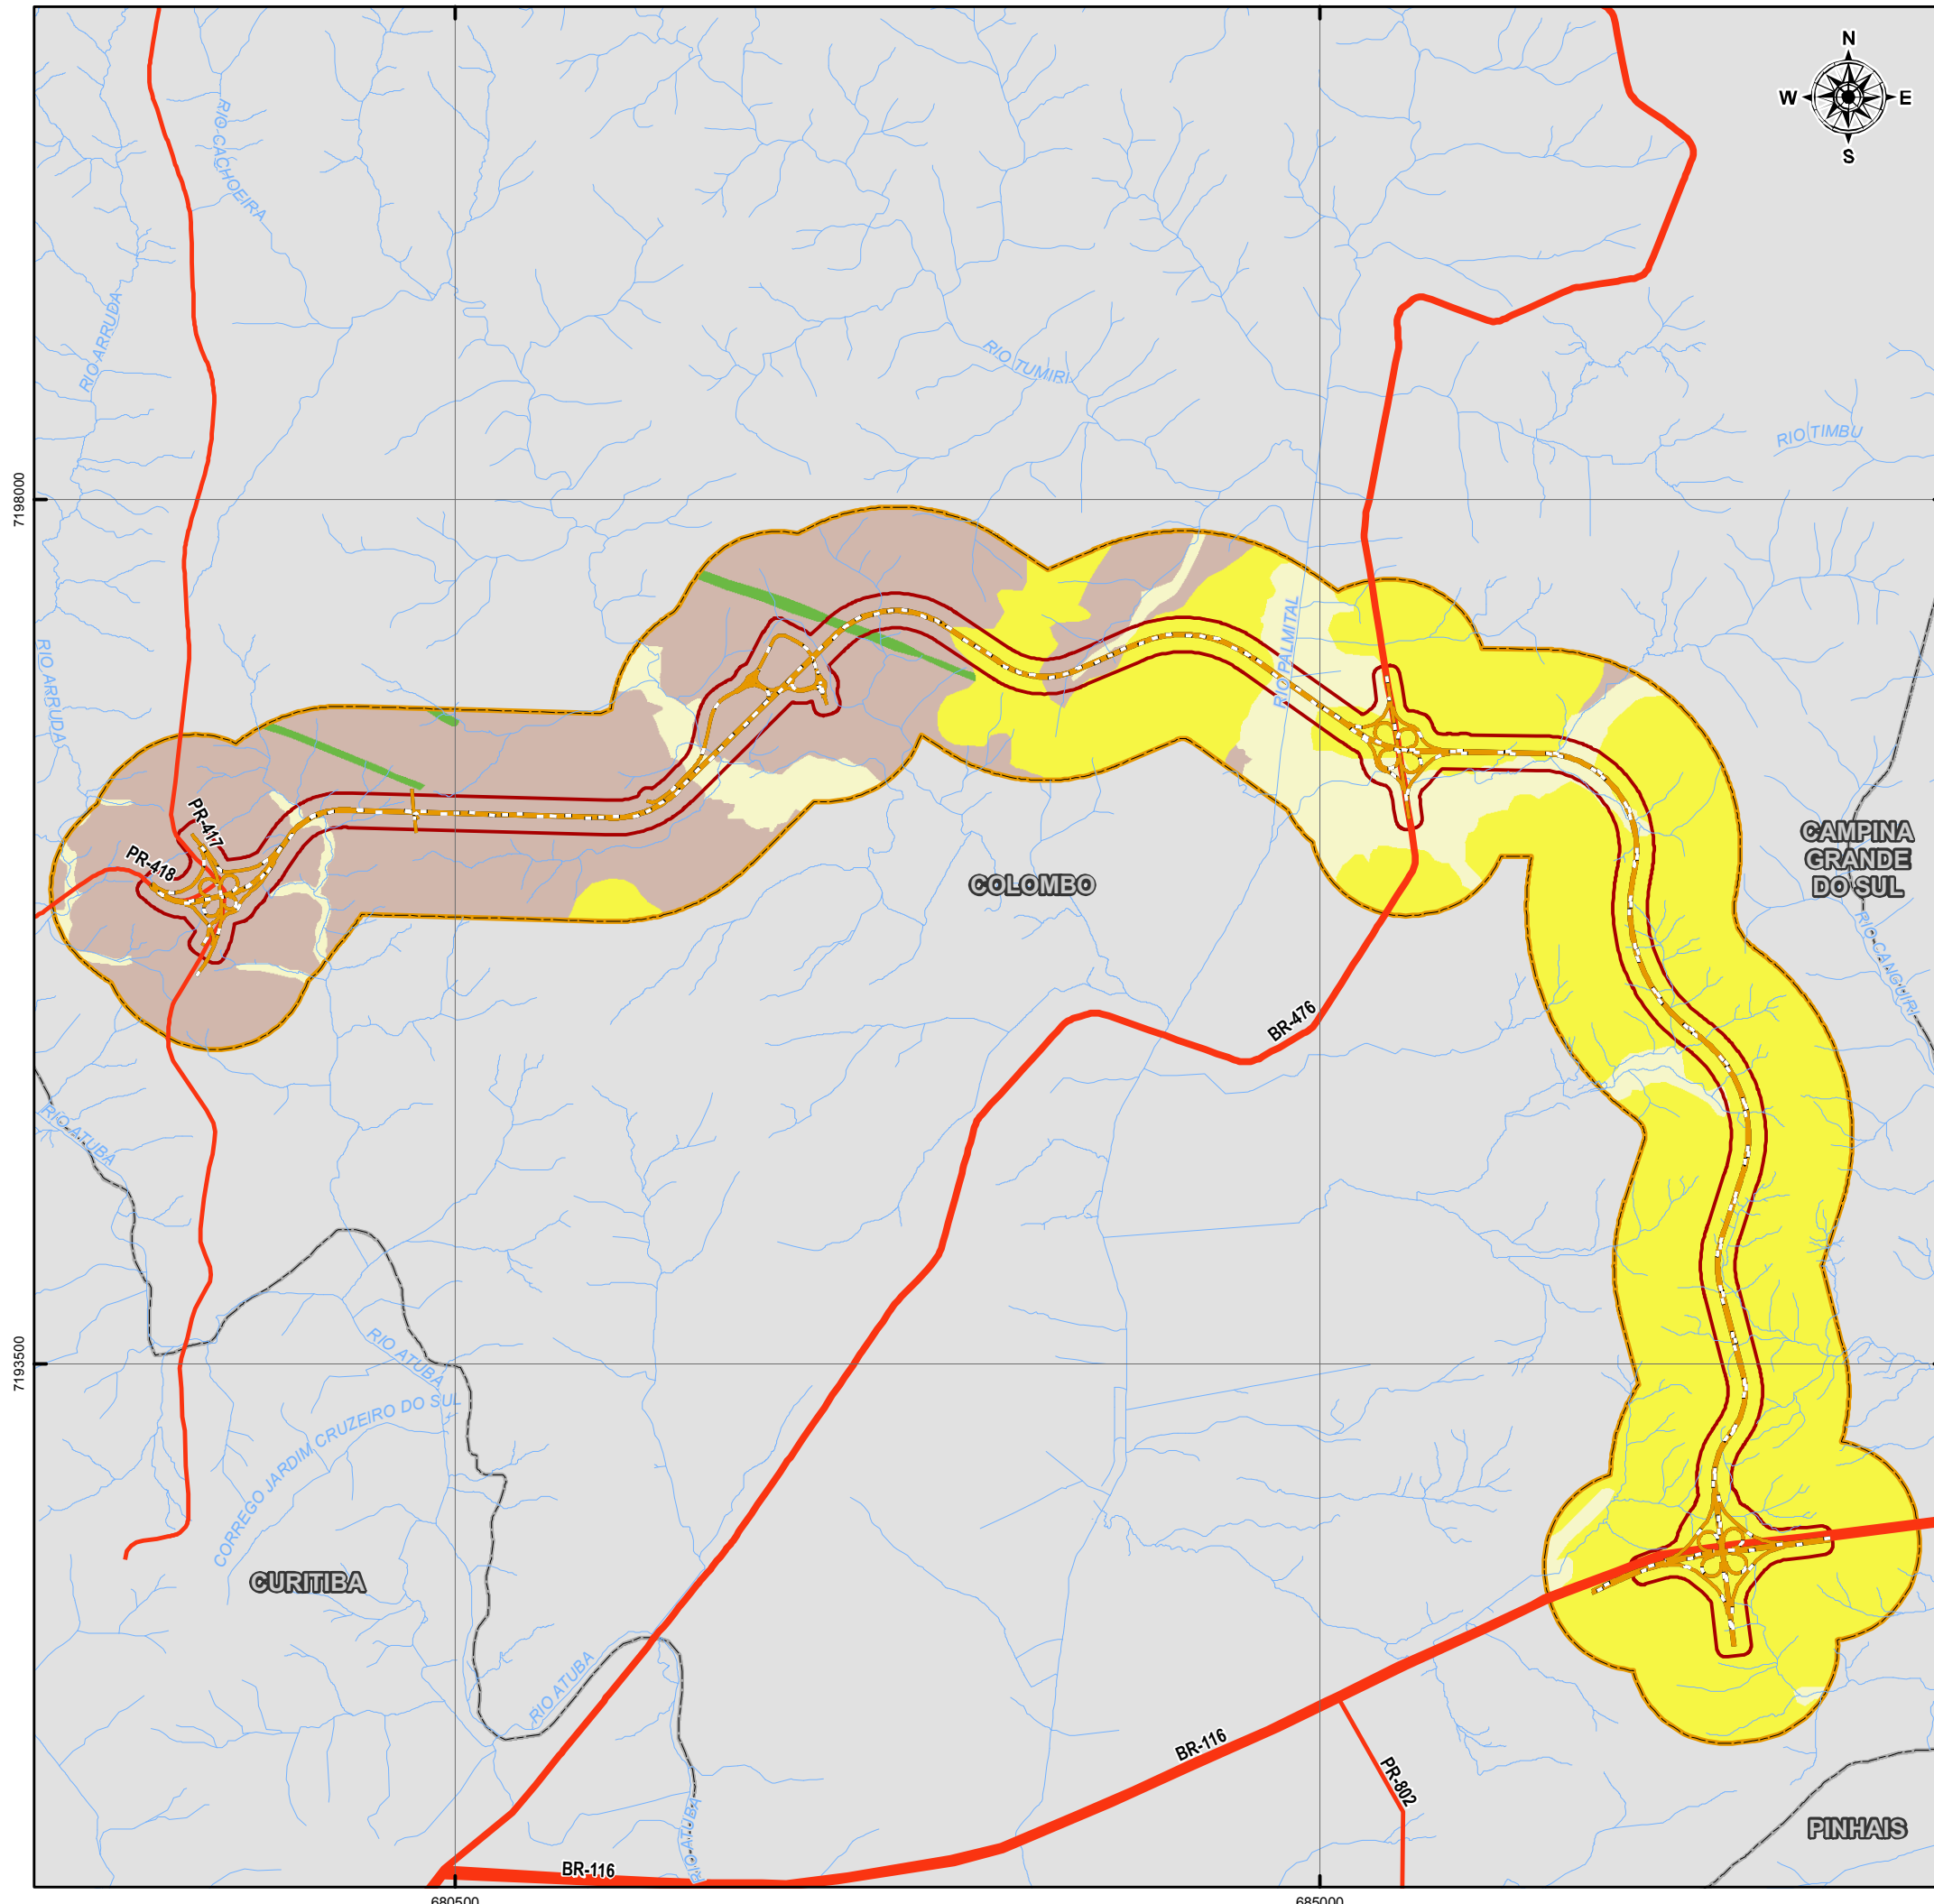 N
W E
S
RIO CACHOEIRA
RIO ARRUDA
RIO TUMIRI
RIO TIMBU
7198000
RIO PALMITAL
RIO ARRUDA
PR-417
PR-418
COLOMBO
CAMPINA
GRANDE
DO SUL
RIO CANGUIRI
BR-476
RIO ATUBA
7193500
RIO ATUBA
CORREGO JARDIM CRUZEIRO DO SUL
CURITIBA
RIO ATUBA
BR-116
PR-802
RIO ATUBA
PINHAIS
BR-116
680500
685000